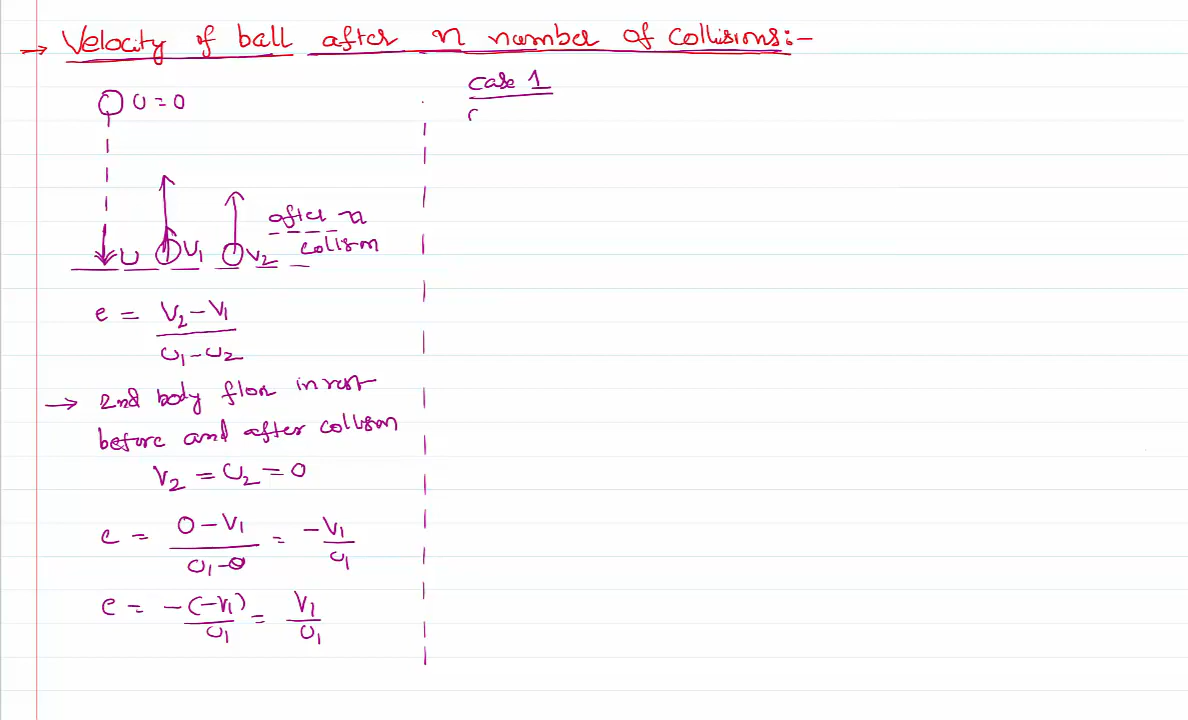 → Velocity of ball after n number of collisions:-
u = 0
after n
collism
U V1 V2
e = V2 - V1 / U1 - U2
→ 2nd body floor in rest
before and after collison
V2 = U2 = 0
e = 0 - V1 / U1 - 0 = -V1 / U1
e = -(-V1) / U1 = V1 / U1
Case 1